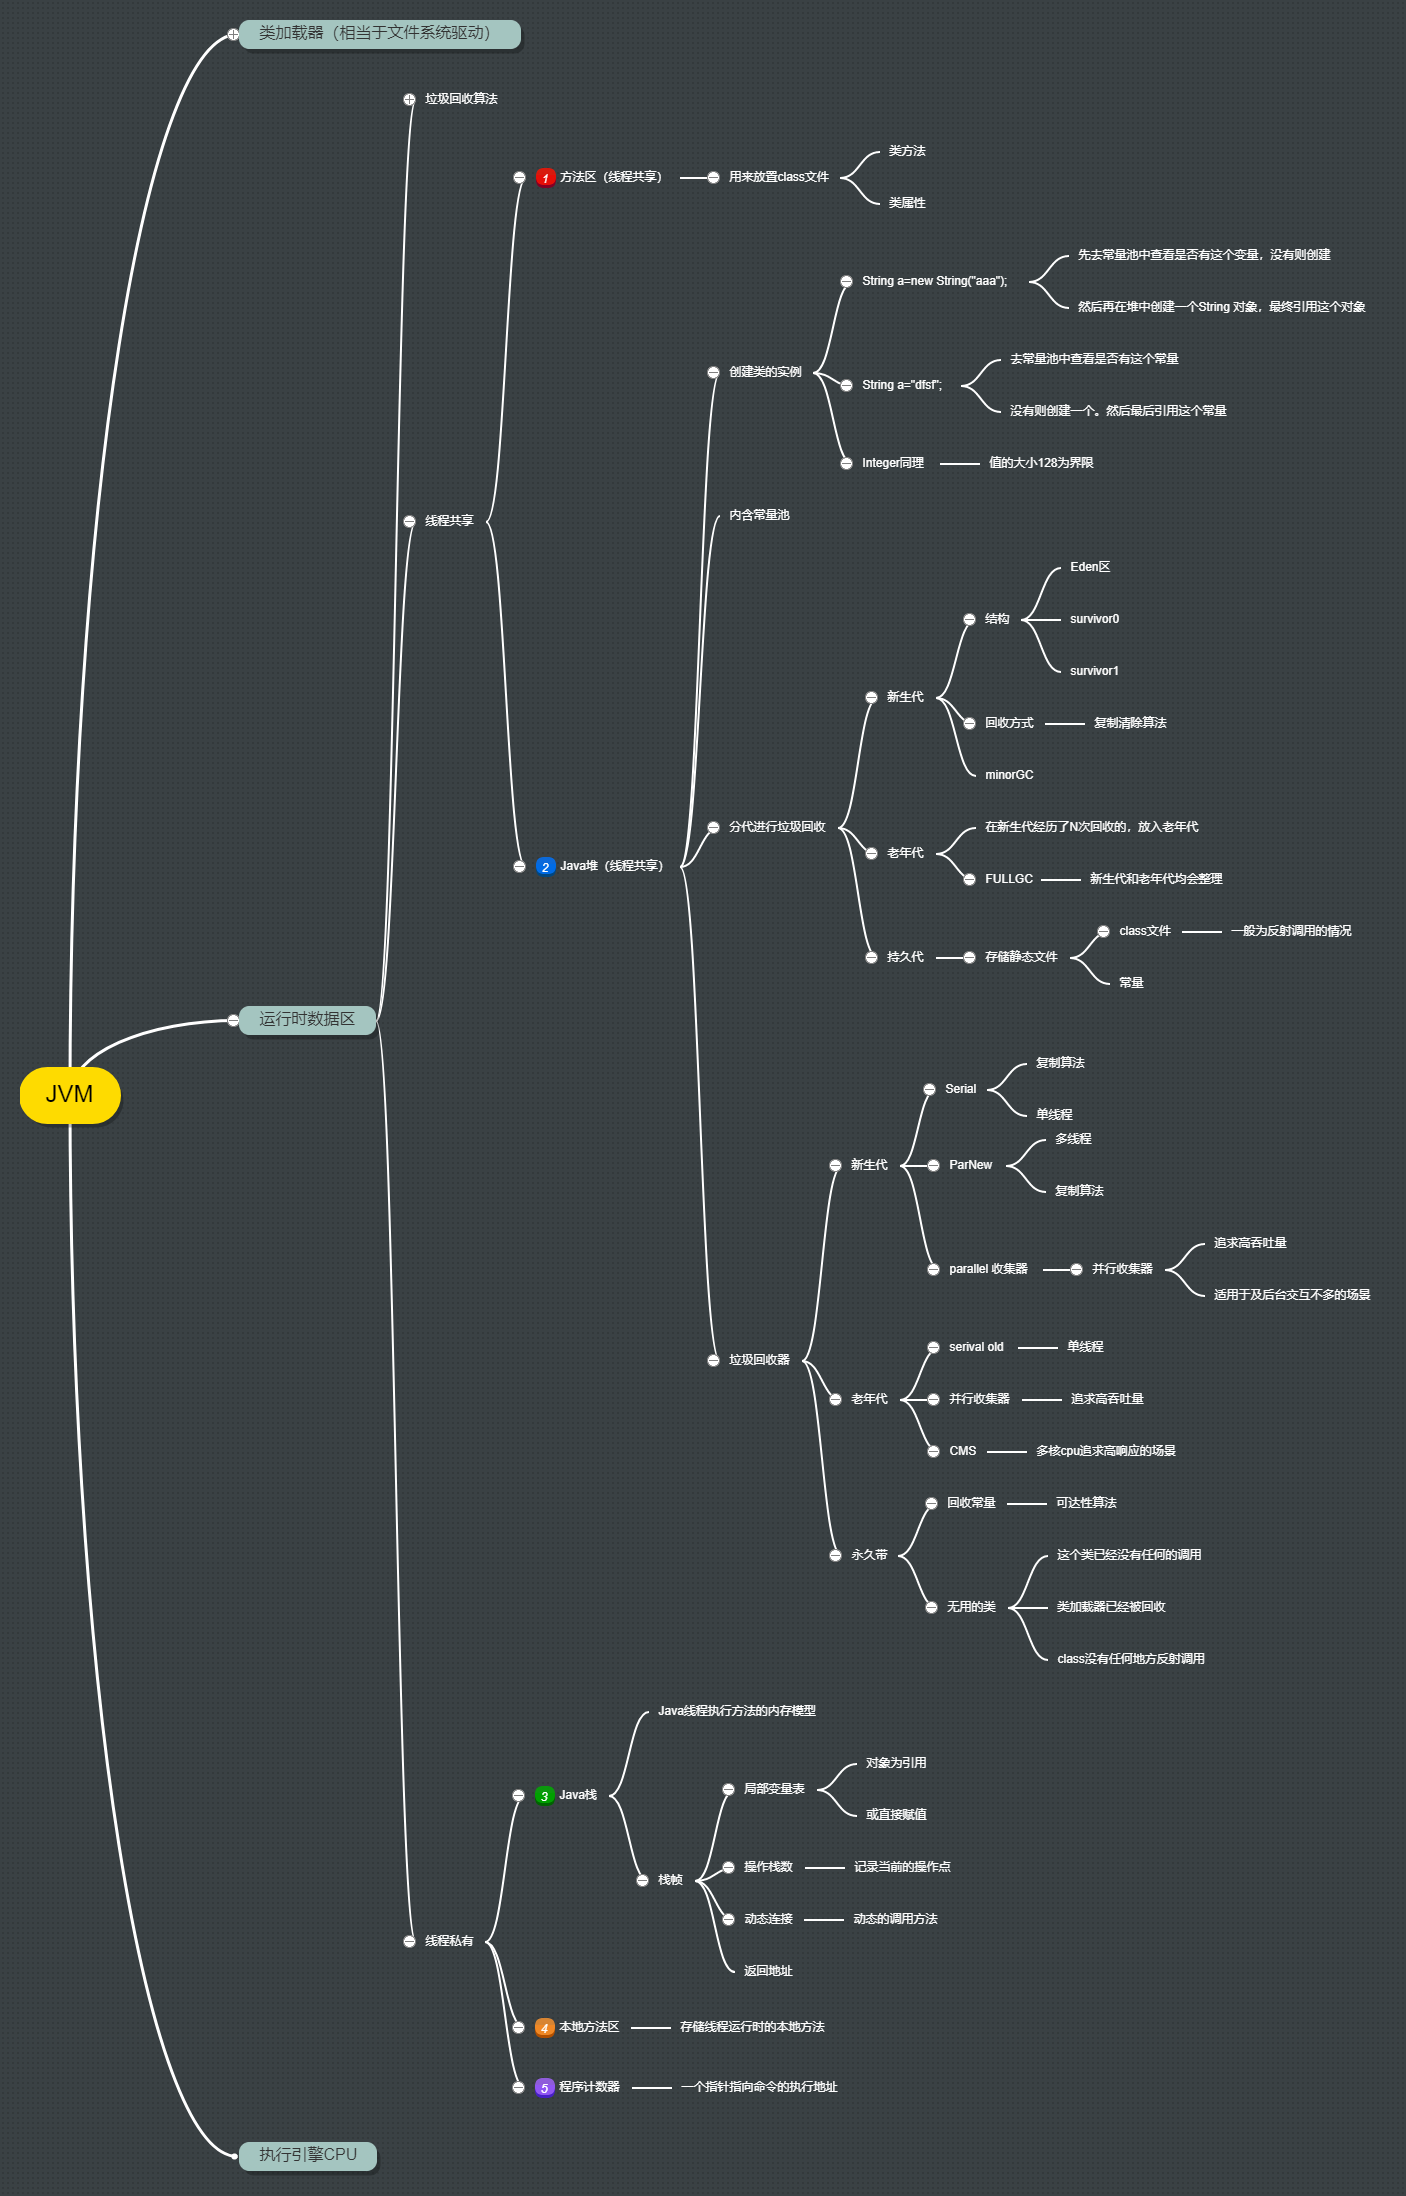 类加载器（相当于文件系统驱动）
垃圾回收算法
类方法
1 方法区（线程共享）
用来放置class文件
类属性
先去常量池中查看是否有这个变量，没有则创建
String a=new String("aaa");
然后再在堆中创建一个String 对象，最终引用这个对象
去常量池中查看是否有这个常量
创建类的实例
String a="dfsf";
没有则创建一个。然后最后引用这个常量
Integer同理
值的大小128为界限
内含常量池
线程共享
Eden区
结构
survivor0
survivor1
新生代
回收方式
复制清除算法
minorGC
分代进行垃圾回收
在新生代经历了N次回收的，放入老年代
老年代
2 Java堆（线程共享）
FULLGC
新生代和老年代均会整理
class文件
一般为反射调用的情况
持久代
存储静态文件
常量
运行时数据区
复制算法
Serial
JVM
单线程
多线程
新生代
ParNew
复制算法
追求高吞吐量
parallel 收集器
并行收集器
适用于及后台交互不多的场景
serival old
单线程
垃圾回收器
老年代
并行收集器
追求高吞吐量
CMS
多核cpu追求高响应的场景
回收常量
可达性算法
永久带
这个类已经没有任何的调用
无用的类
类加载器已经被回收
class没有任何地方反射调用
Java线程执行方法的内存模型
对象为引用
3 Java栈
局部变量表
或直接赋值
操作栈数
记录当前的操作点
栈帧
动态连接
动态的调用方法
线程私有
返回地址
4 本地方法区
存储线程运行时的本地方法
5 程序计数器
一个指针指向命令的执行地址
执行引擎CPU